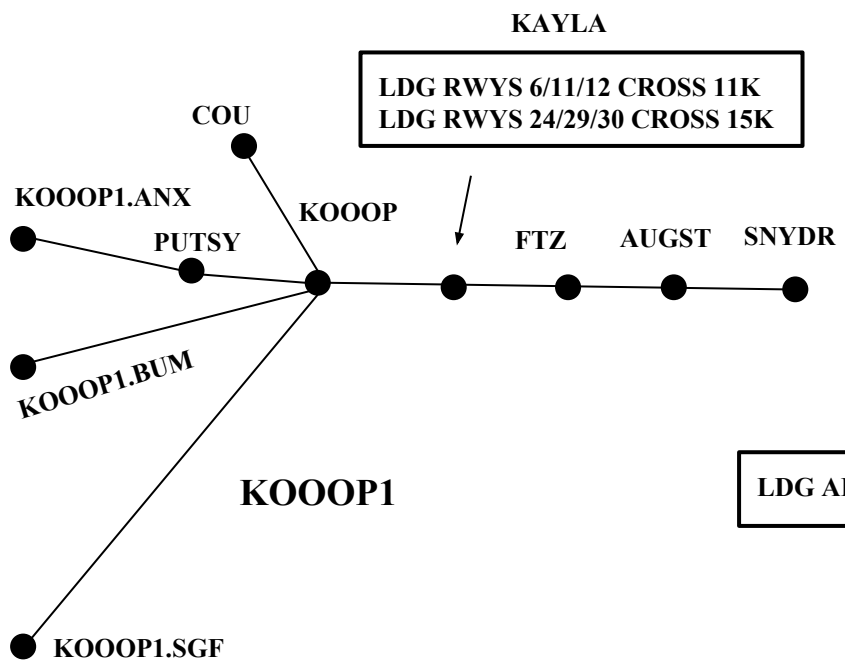 KAYLA
LDG RWYS 6/11/12 CROSS 11K
LDG RWYS 24/29/30 CROSS 15K
COU
KOOOP1.ANX
KOOOP
PUTSY
FTZ
AUGST
SNYDR
KOOOP1.BUM
KOOOP1
LDG
KOOOP1.SGF